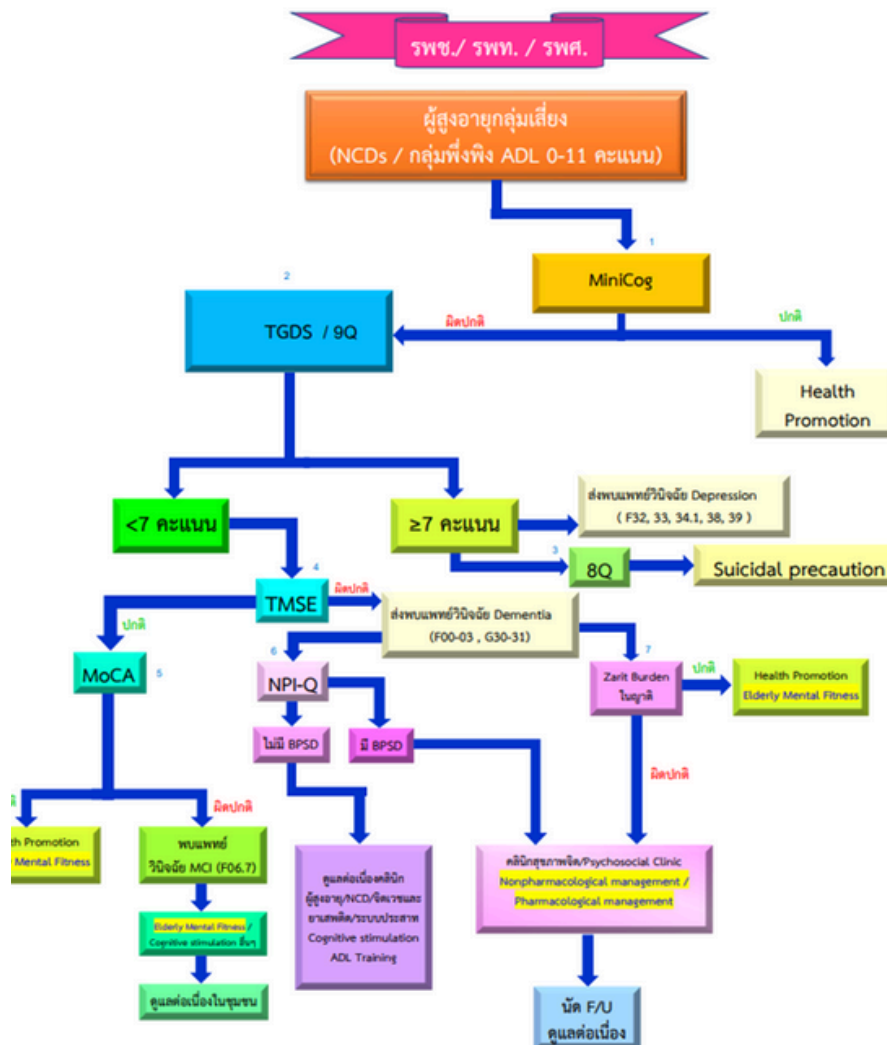 รพช./ รพท. / รพศ.
ผู้สูงอายุกลุ่มเสี่ยง
(NCDs / กลุ่มพึ่งพิง ADL 0-11 คะแนน)
1
MiniCog
2
TGDS / 9Q
ผิดปกติ
ปกติ
Health
Promotion
<7 คะแนน
≥7 คะแนน
ส่งพบแพทย์วินิจฉัย Depression
( F32, 33, 34.1, 38, 39 )
3
8Q
Suicidal precaution
4
TMSE
ผิดปกติ
ส่งพบแพทย์วินิจฉัย Dementia
(F00-03 , G30-31)
ปกติ
MoCA
5
6
NPI-Q
7
Zarit Burden
ในญาติ
ปกติ
Health Promotion
Elderly Mental Fitness
ไม่มี BPSD
มี BPSD
ผิดปกติ
ผิดปกติ
th Promotion
y Mental Fitness
พบแพทย์
วินิจฉัย MCI (F06.7)
Elderly Mental Fitness /
Cognitive stimulation อื่นๆ
ดูแลต่อเนื่องในชุมชน
ดูแลต่อเนื่องคลินิก
ผู้สูงอายุ/NCD/จิตเวชและ
ยาเสพติด/ระบบประสาท
Cognitive stimulation
ADL Training
คลินิกสุขภาพจิต/Psychosocial Clinic
Nonpharmacological management /
Pharmacological management
นัด F/U
ดูแลต่อเนื่อง